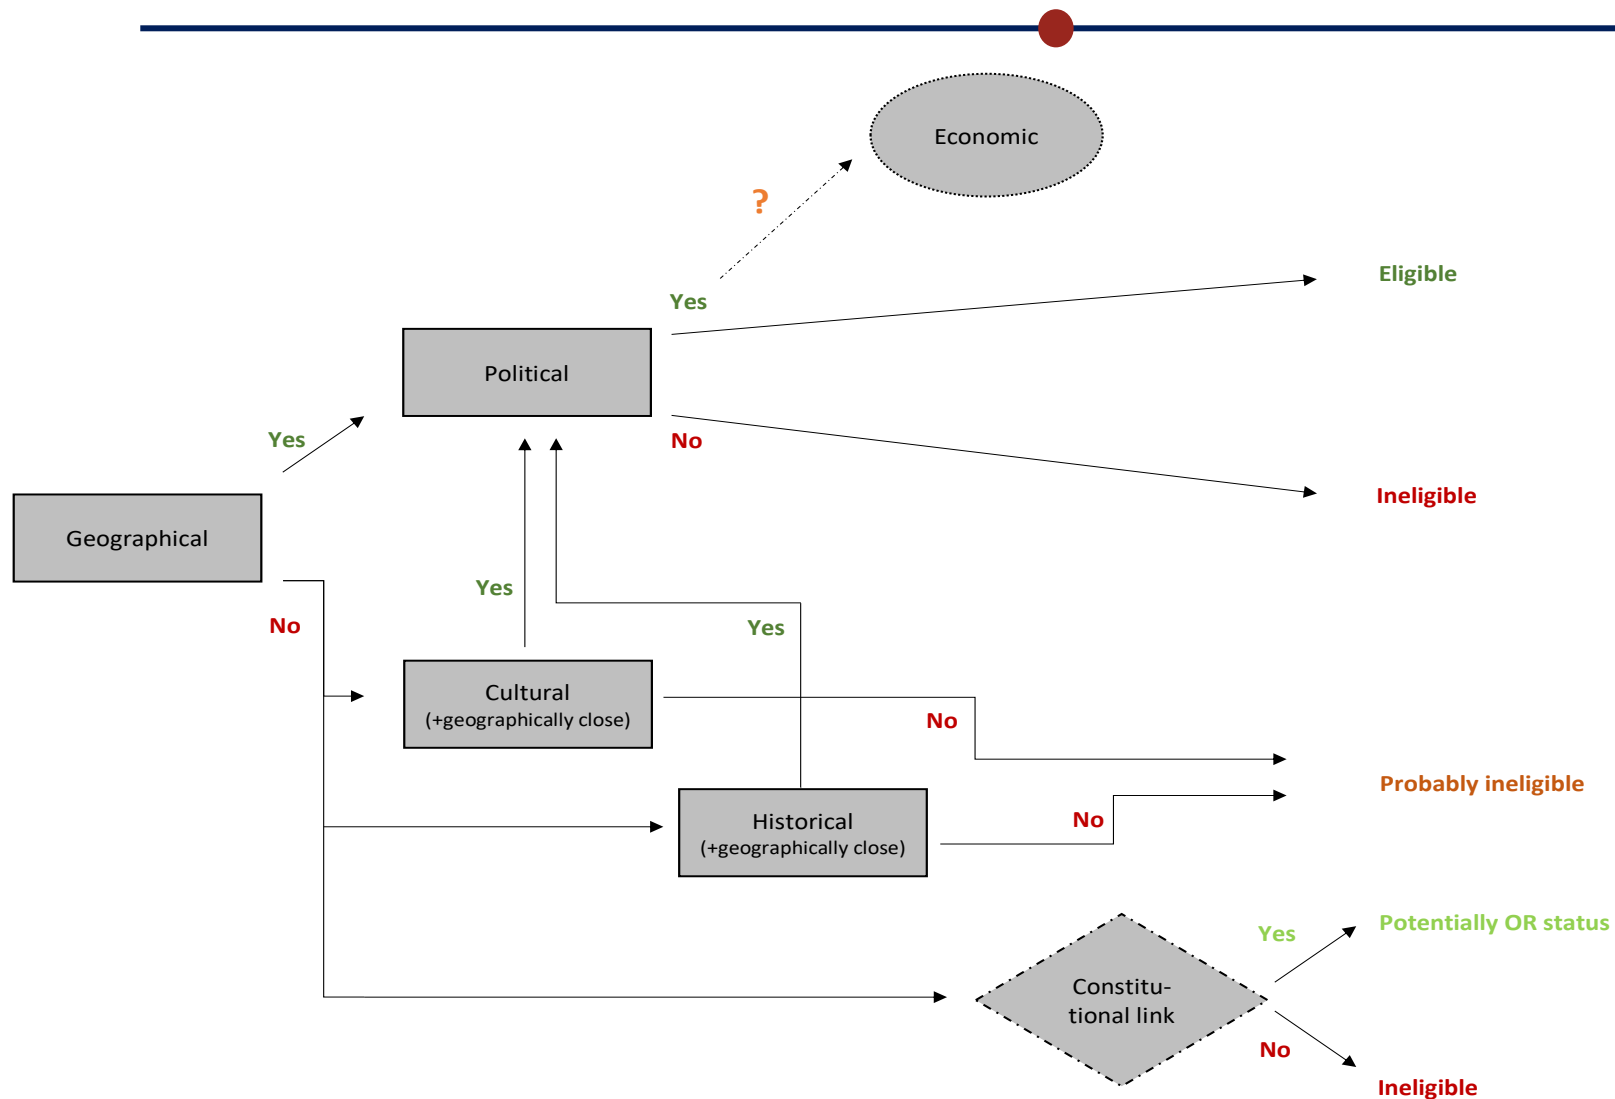 Economic
?
Eligible
Yes
Political
Yes
No
Ineligible
Geographical
Yes
No
Yes
Cultural
(+geographically close)
No
Probably ineligible
Historical
(+geographically close)
No
Potentially OR status
Yes
Constitu-
tional link
No
Ineligible